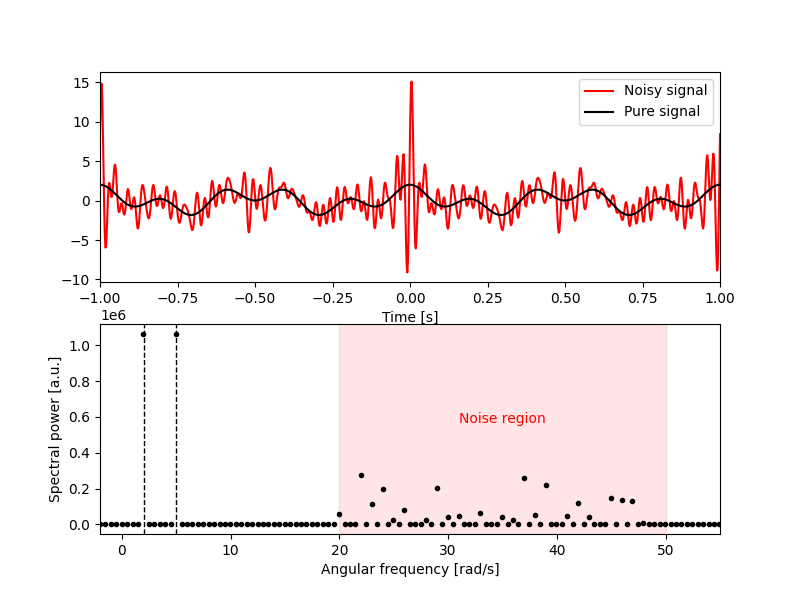 15
10
5
0
−5
−10
Noisy signal
Pure signal
−1.00 −0.75 −0.50 −0.25 0.00 0.25 0.50 0.75 1.00
Time [s]
1e6
1.0
0.8
0.6
0.4
0.2
0.0
Spectral power [a.u.]
Noise region
0 10 20 30 40 50
Angular frequency [rad/s]